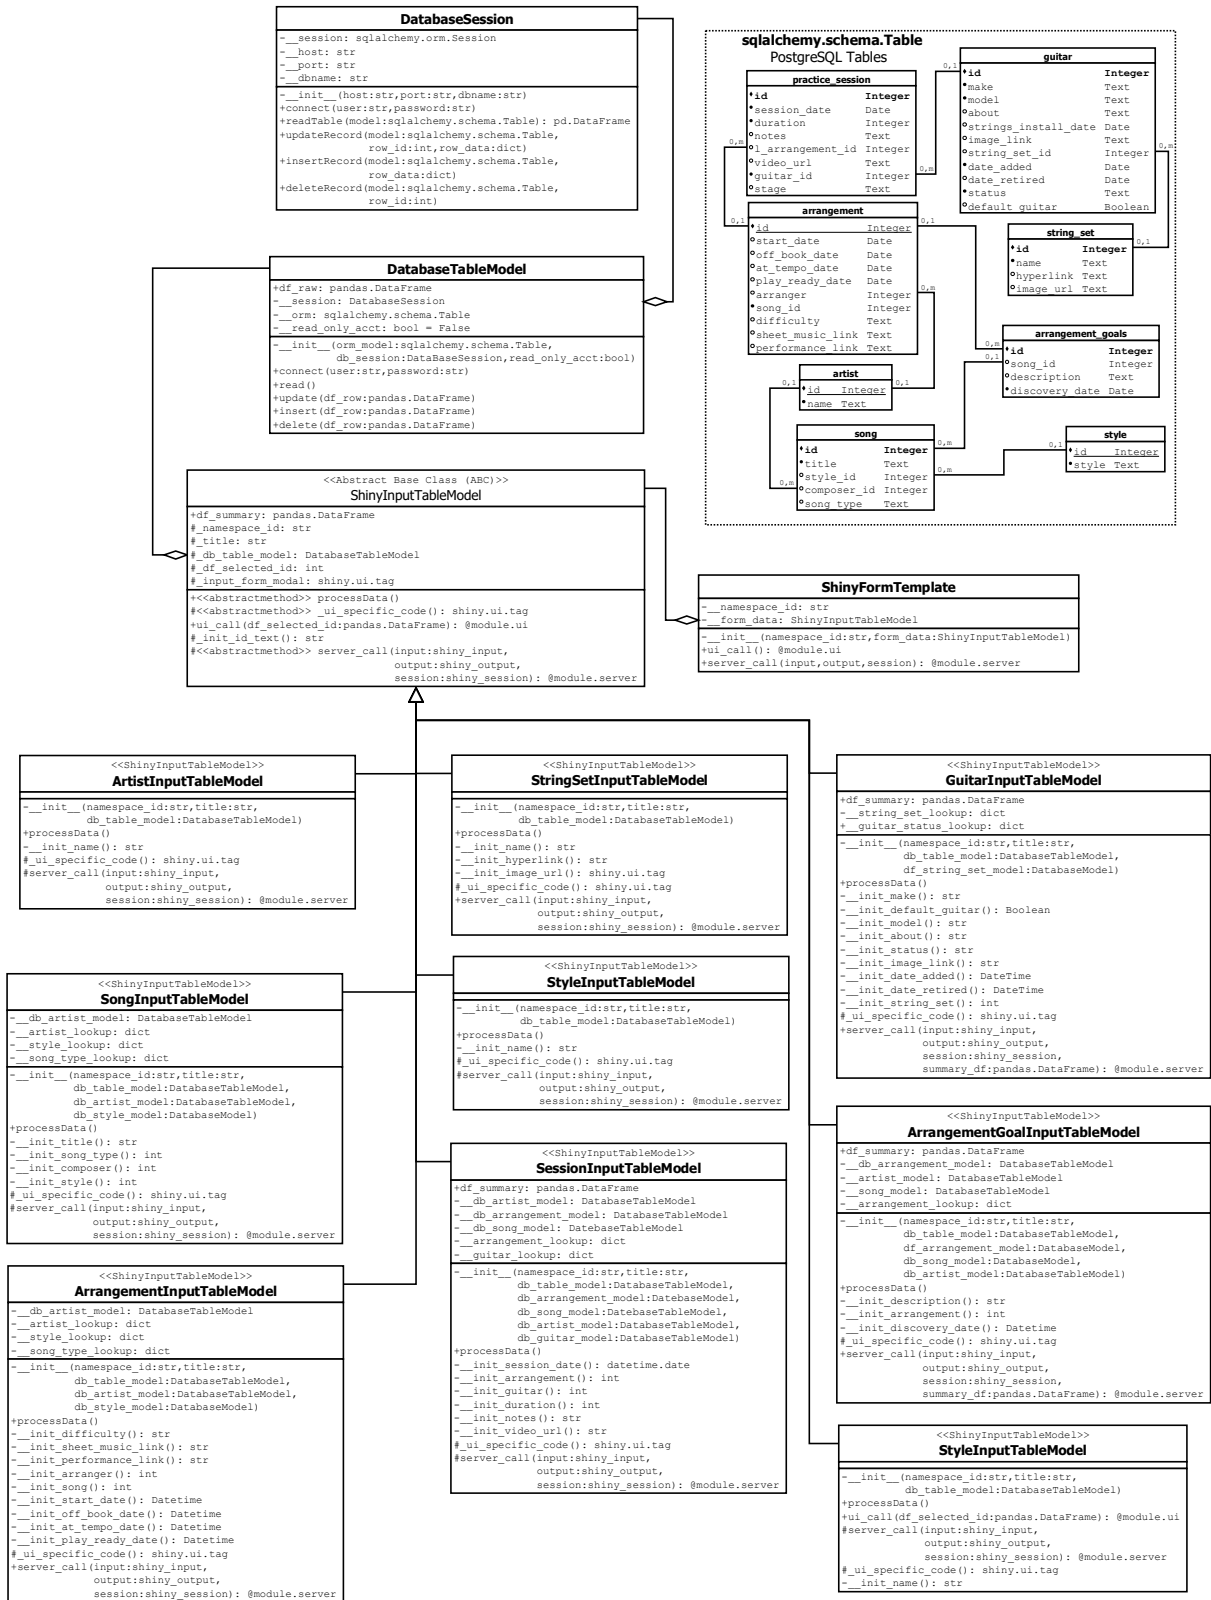 DatabaseSession
-__session: sqlalchemy.orm.Session
-__host: str
-__port: str
-__dbname: str
-__init__(host:str,port:str,dbname:str)
+connect(user:str,password:str)
+readTable(model:sqlalchemy.schema.Table): pd.DataFrame
+updateRecord(model:sqlalchemy.schema.Table,
row_id:int,row_data:dict)
+insertRecord(model:sqlalchemy.schema.Table,
row_data:dict)
+deleteRecord(model:sqlalchemy.schema.Table,
row_id:int)
sqlalchemy.schema.Table
PostgreSQL Tables
practice_session
id Integer
session_date Date
duration Integer
notes Text
l_arrangement_id Integer
video_url Text
guitar_id Integer
stage Text
0,m
0,m
guitar
0,1
id Integer
make Text
model Text
about Text
strings_install_date Date
image_link Text
string_set_id Integer
date_added Date
date_retired Date
status Text
default_guitar Boolean
0,m
arrangement
0,1
0,1
id Integer
start_date Date
off_book_date Date
at_tempo_date Date
play_ready_date Date
arranger Integer
song_id Integer
difficulty Text
sheet_music_link Text
performance_link Text
0,m
string_set
0,1
id Integer
name Text
hyperlink Text
image_url Text
arrangement_goals
0,m
0,1
id Integer
song_id Integer
description Text
discovery_date Date
artist
0,1
0,1
id Integer
name Text
song
0,m
0,m
0,m
id Integer
title Text
style_id Integer
composer_id Integer
song_type Text
style
0,1
id Integer
style Text
DatabaseTableModel
+df_raw: pandas.DataFrame
-__session: DatabaseSession
-__orm: sqlalchemy.schema.Table
-__read_only_acct: bool = False
-__init__(orm_model:sqlalchemy.schema.Table,
db_session:DataBaseSession,read_only_acct:bool)
+connect(user:str,password:str)
+read()
+update(df_row:pandas.DataFrame)
+insert(df_row:pandas.DataFrame)
+delete(df_row:pandas.DataFrame)
<<Abstract Base Class (ABC)>>
ShinyInputTableModel
+df_summary: pandas.DataFrame
#_namespace_id: str
#_title: str
#_db_table_model: DatabaseTableModel
#_df_selected_id: int
#_input_form_modal: shiny.ui.tag
+<<abstractmethod>> processData()
#<<abstractmethod>> _ui_specific_code(): shiny.ui.tag
+ui_call(df_selected_id:pandas.DataFrame): @module.ui
#_init_id_text(): str
#<<abstractmethod>> server_call(input:shiny_input,
output:shiny_output,
session:shiny_session): @module.server
ShinyFormTemplate
-__namespace_id: str
-__form_data: ShinyInputTableModel
-__init__(namespace_id:str,form_data:ShinyInputTableModel)
+ui_call(): @module.ui
+server_call(input,output,session): @module.server
<<ShinyInputTableModel>>
ArtistInputTableModel
-__init__(namespace_id:str,title:str,
db_table_model:DatabaseTableModel)
+processData()
-__init_name(): str
#_ui_specific_code(): shiny.ui.tag
#server_call(input:shiny_input,
output:shiny_output,
session:shiny_session): @module.server
<<ShinyInputTableModel>>
StringSetInputTableModel
-__init__(namespace_id:str,title:str,
db_table_model:DatabaseTableModel)
+processData()
-__init_name(): str
-__init_hyperlink(): str
-__init_image_url(): shiny.ui.tag
#_ui_specific_code(): shiny.ui.tag
+server_call(input:shiny_input,
output:shiny_output,
session:shiny_session): @module.server
<<ShinyInputTableModel>>
GuitarInputTableModel
+df_summary: pandas.DataFrame
-__string_set_lookup: dict
+__guitar_status_lookup: dict
-__init__(namespace_id:str,title:str,
db_table_model:DatabaseTableModel,
df_string_set_model:DatabaseModel)
+processData()
-__init_make(): str
-__init_default_guitar(): Boolean
-__init_model(): str
-__init_about(): str
-__init_status(): str
-__init_image_link(): str
-__init_date_added(): DateTime
-__init_date_retired(): DateTime
-__init_string_set(): int
#_ui_specific_code(): shiny.ui.tag
+server_call(input:shiny_input,
output:shiny_output,
session:shiny_session,
summary_df:pandas.DataFrame): @module.server
<<ShinyInputTableModel>>
SongInputTableModel
-__db_artist_model: DatabaseTableModel
-__artist_lookup: dict
-__style_lookup: dict
-__song_type_lookup: dict
-__init__(namespace_id:str,title:str,
db_table_model:DatabaseTableModel,
db_artist_model:DatabaseTableModel,
db_style_model:DatabaseModel)
+processData()
-__init_title(): str
-__init_song_type(): int
-__init_composer(): int
-__init_style(): int
#_ui_specific_code(): shiny.ui.tag
#server_call(input:shiny_input,
output:shiny_output,
session:shiny_session): @module.server
<<ShinyInputTableModel>>
StyleInputTableModel
-__init__(namespace_id:str,title:str,
db_table_model:DatabaseTableModel)
+processData()
-__init_name(): str
#_ui_specific_code(): shiny.ui.tag
#server_call(input:shiny_input,
output:shiny_output,
session:shiny_session): @module.server
<<ShinyInputTableModel>>
ArrangementGoalInputTableModel
+df_summary: pandas.DataFrame
-__db_arrangement_model: DatabaseTableModel
-__artist_model: DatabaseTableModel
-__song_model: DatabaseTableModel
-__arrangement_lookup: dict
-__init__(namespace_id:str,title:str,
db_table_model:DatabaseTableModel,
df_arrangement_model:DatabaseModel,
db_song_model:DatabaseModel,
db_artist_model:DatabaseTableModel)
+processData()
-__init_description(): str
-__init_arrangement(): int
-__init_discovery_date(): Datetime
#_ui_specific_code(): shiny.ui.tag
+server_call(input:shiny_input,
output:shiny_output,
session:shiny_session,
summary_df:pandas.DataFrame): @module.server
<<ShinyInputTableModel>>
SessionInputTableModel
+df_summary: pandas.DataFrame
-__db_artist_model: DatabaseTableModel
-__db_arrangement_model: DatabaseTableModel
-__db_song_model: DatebaseTableModel
-__arrangement_lookup: dict
-__guitar_lookup: dict
-__init__(namespace_id:str,title:str,
db_table_model:DatabaseTableModel,
db_arrangement_model:DatebaseModel,
db_song_model:DatebaseTableModel,
db_artist_model:DatabaseTableModel,
db_guitar_model:DatabaseTableModel)
+processData()
-__init_session_date(): datetime.date
-__init_arrangement(): int
-__init_guitar(): int
-__init_duration(): int
-__init_notes(): str
-__init_video_url(): str
#_ui_specific_code(): shiny.ui.tag
#server_call(input:shiny_input,
output:shiny_output,
session:shiny_session): @module.server
<<ShinyInputTableModel>>
ArrangementInputTableModel
-__db_artist_model: DatabaseTableModel
-__artist_lookup: dict
-__style_lookup: dict
-__song_type_lookup: dict
-__init__(namespace_id:str,title:str,
db_table_model:DatabaseTableModel,
db_artist_model:DatabaseTableModel,
db_style_model:DatabaseModel)
+processData()
-__init_difficulty(): str
-__init_sheet_music_link(): str
-__init_performance_link(): str
-__init_arranger(): int
-__init_song(): int
-__init_start_date(): Datetime
-__init_off_book_date(): Datetime
-__init_at_tempo_date(): Datetime
-__init_play_ready_date(): Datetime
#_ui_specific_code(): shiny.ui.tag
+server_call(input:shiny_input,
output:shiny_output,
session:shiny_session): @module.server
<<ShinyInputTableModel>>
StyleInputTableModel
-__init__(namespace_id:str,title:str,
db_table_model:DatabaseTableModel)
+processData()
+ui_call(df_selected_id:pandas.DataFrame): @module.ui
#server_call(input:shiny_input,
output:shiny_output,
session:shiny_session): @module.server
#_ui_specific_code(): shiny.ui.tag
-__init_name(): str